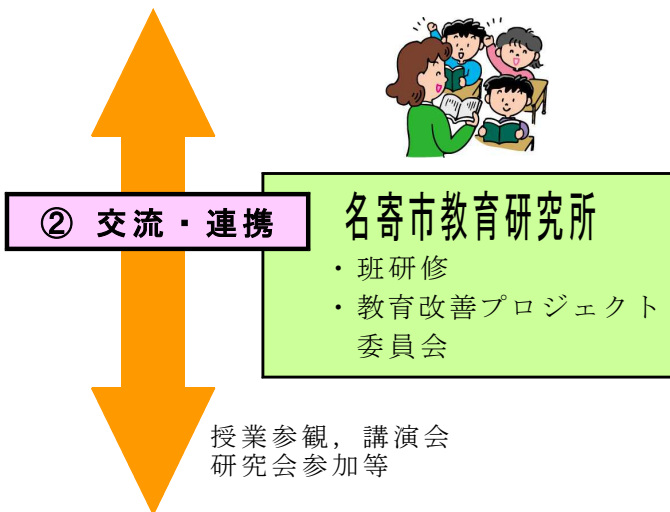 ② 交流・連携
名寄市教育研究所
・班研修
・教育改善プロジェクト
委員会
授業参観，講演会
研究会参加等